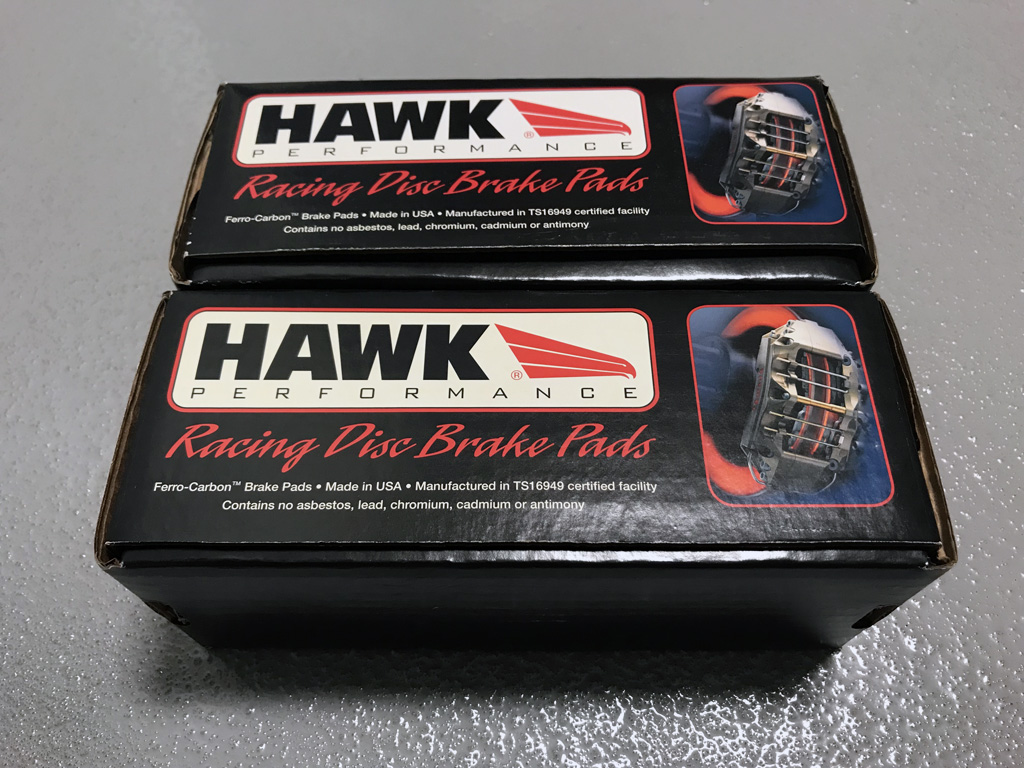 HAWK®
PERFORMANCE
Racing Disc Brake Pads
Ferro-Carbon™ Brake Pads • Made in USA • Manufactured in TS16949 certified facility
Contains no asbestos, lead, chromium, cadmium or antimony
HAWK®
PERFORMANCE
Racing Disc Brake Pads
Ferro-Carbon™ Brake Pads • Made in USA • Manufactured in TS16949 certified facility
Contains no asbestos, lead, chromium, cadmium or antimony